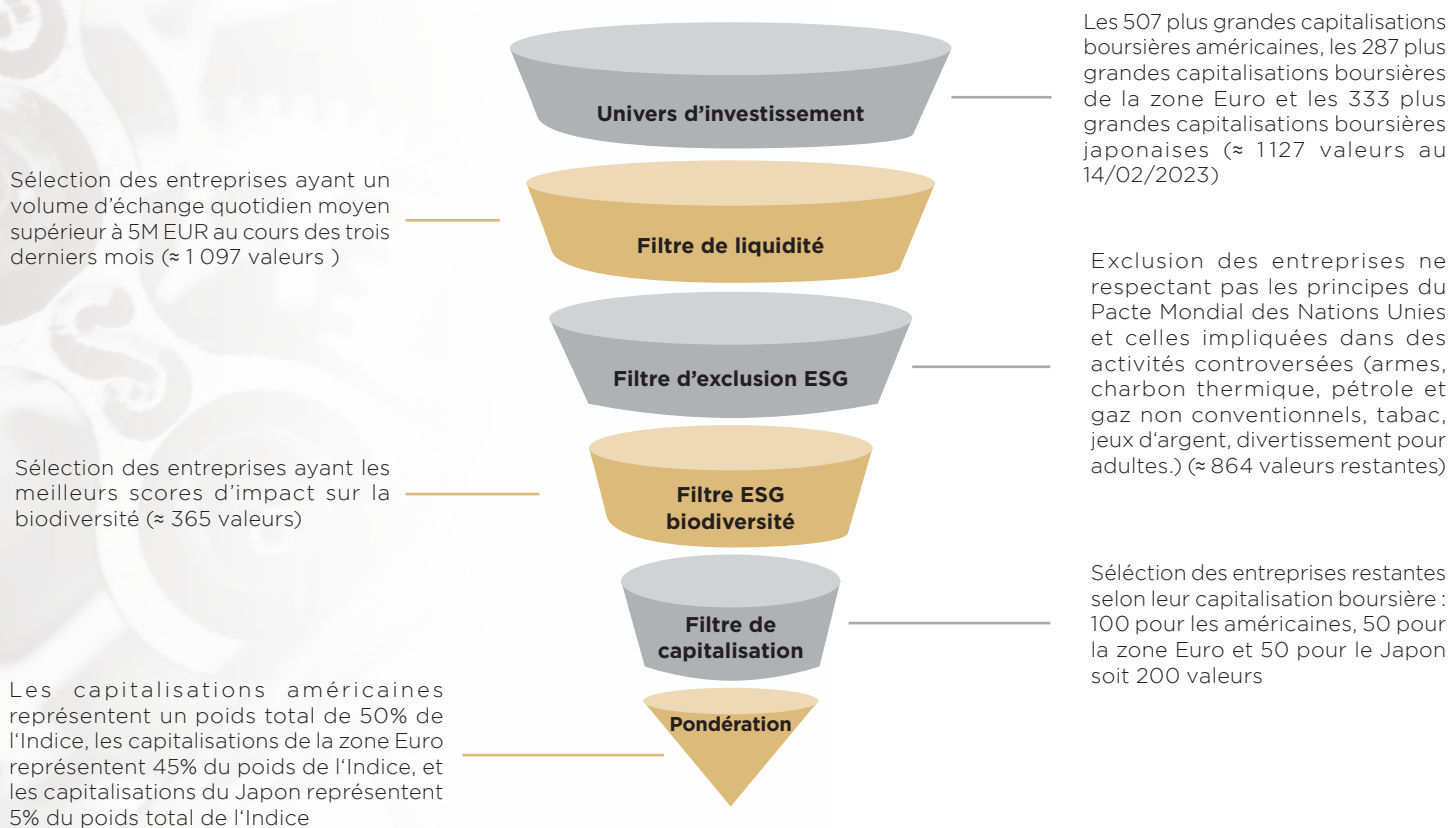 Univers d’investissement
Les 507 plus grandes capitalisations
boursières américaines, les 287 plus
grandes capitalisations boursières
de la zone Euro et les 333 plus
grandes capitalisations boursières
japonaises (≈ 1127 valeurs au
14/02/2023)
Sélection des entreprises ayant un
volume d’échange quotidien moyen
supérieur à 5M EUR au cours des trois
derniers mois (≈ 1 097 valeurs )
Filtre de liquidité
Filtre d’exclusion ESG
Exclusion des entreprises ne
respectant pas les principes du
Pacte Mondial des Nations Unies
et celles impliquées dans des
activités controversées (armes,
charbon thermique, pétrole et
gaz non conventionnels, tabac,
jeux d‘argent, divertissement pour
adultes.) (≈ 864 valeurs restantes)
Sélection des entreprises ayant les
meilleurs scores d’impact sur la
biodiversité (≈ 365 valeurs)
Filtre ESG
biodiversité
Filtre de
capitalisation
Séléction des entreprises restantes
selon leur capitalisation boursière :
100 pour les américaines, 50 pour
la zone Euro et 50 pour le Japon
soit 200 valeurs
Les capitalisations américaines
représentent un poids total de 50% de
l‘Indice, les capitalisations de la zone Euro
représentent 45% du poids de l‘Indice, et
les capitalisations du Japon représentent
5% du poids total de l‘Indice
Pondération